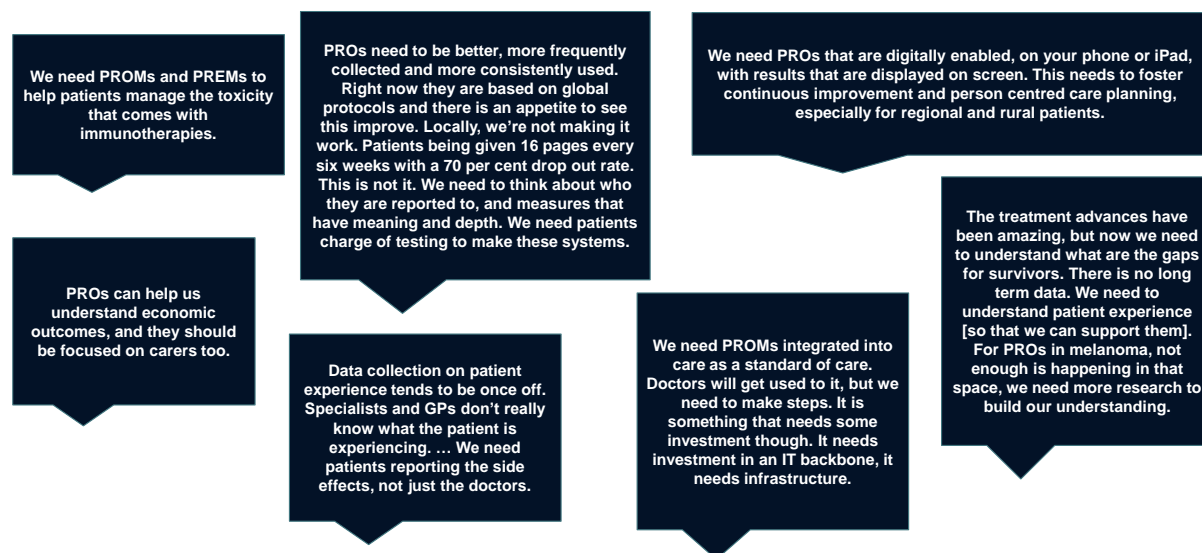 We need PROMs and PREMs to
help patients manage the toxicity
that comes with
immunotherapies.
PROs need to be better, more frequently
collected and more consistently used.
Right now they are based on global
protocols and there is an appetite to see
this improve. Locally, we’re not making it
work. Patients being given 16 pages every
six weeks with a 70 per cent drop out rate.
This is not it. We need to think about who
they are reported to, and measures that
have meaning and depth. We need patients
charge of testing to make these systems.
We need PROs that are digitally enabled, on your phone or iPad,
with results that are displayed on screen. This needs to foster
continuous improvement and person centred care planning,
especially for regional and rural patients.
PROs can help us
understand economic
outcomes, and they should
be focused on carers too.
Data collection on patient
experience tends to be once off.
Specialists and GPs don’t really
know what the patient is
experiencing. … We need
patients reporting the side
effects, not just the doctors.
We need PROMs integrated into
care as a standard of care.
Doctors will get used to it, but we
need to make steps. It is
something that needs some
investment though. It needs
investment in an IT backbone, it
needs infrastructure.
The treatment advances have
been amazing, but now we need
to understand what are the gaps
for survivors. There is no long
term data. We need to
understand patient experience
[so that we can support them].
For PROs in melanoma, not
enough is happening in that
space, we need more research to
build our understanding.